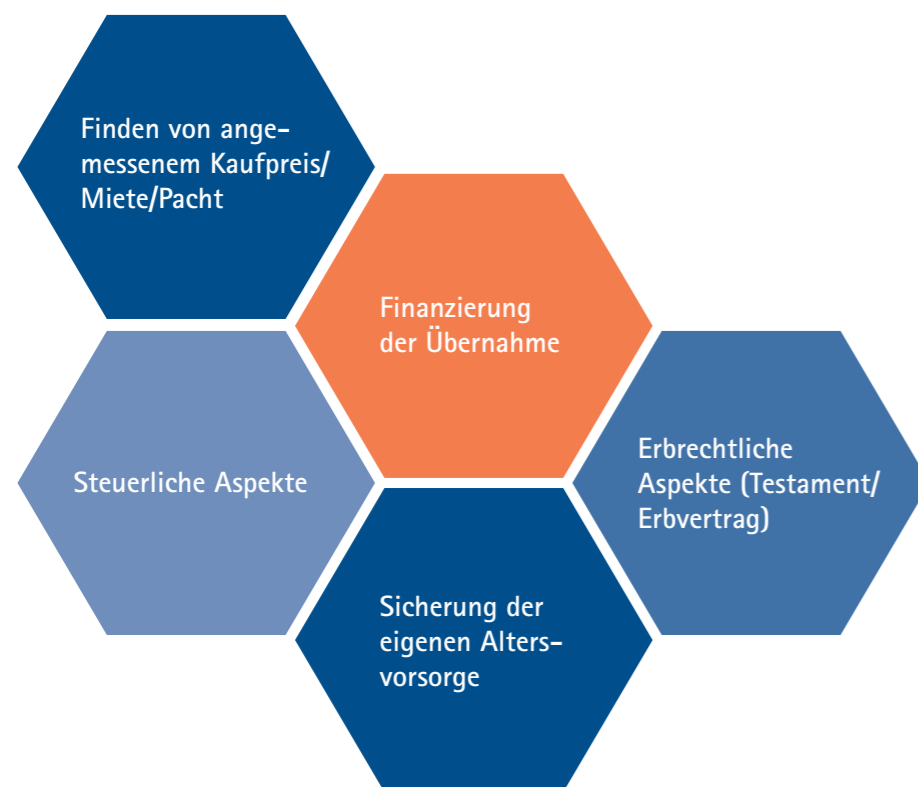 Finden von ange-
messenem Kaufpreis/
Miete/Pacht
Finanzierung
der Übernahme
Steuerliche Aspekte
Erbrechtliche
Aspekte (Testament/
Erbvertrag)
Sicherung der
eigenen Alters-
vorsorge